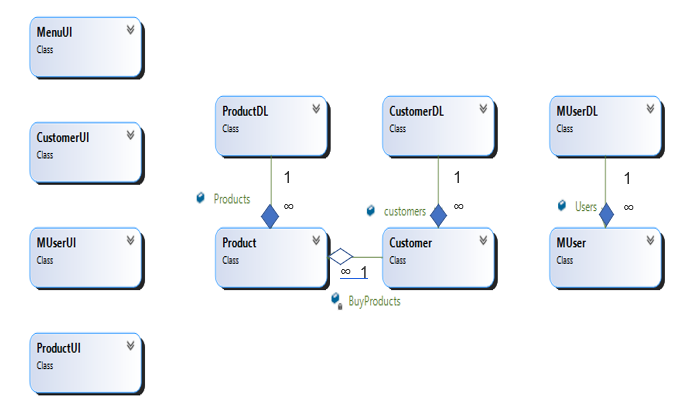 MenuUI
Class
CustomerUI
Class
MUserUI
Class
ProductUI
Class
ProductDL
Class
CustomerDL
Class
MUserDL
Class
1
1
1
Products
∞
customers
∞
Users
∞
Product
Class
Customer
Class
MUser
Class
∞ 1
BuyProducts